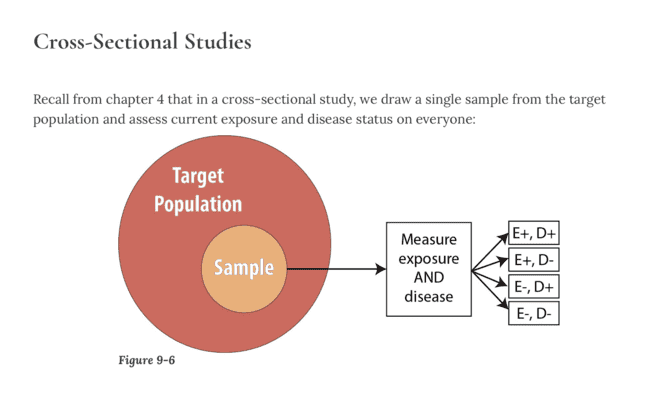 Cross-Sectional Studies
Recall from chapter 4 that in a cross-sectional study, we draw a single sample from the target
population and assess current exposure and disease status on everyone:
Target
Population
Sample
Measure
exposure
AND
disease
E+, D+
E+, D-
E-, D+
E-, D-
Figure 9-6